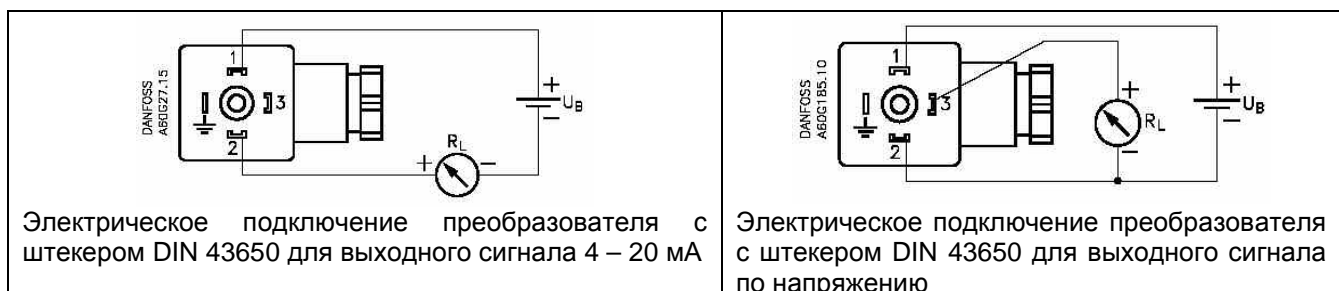 DANFOSS
A60G27.15
1
3
2
+
−
U_B
R_L
+
−
Электрическое подключение преобразователя с
штекером DIN 43650 для выходного сигнала 4 – 20 мА
DANFOSS
A60G185.10
1
3
2
+
−
R_L
+
−
U_B
Электрическое подключение преобразователя
с штекером DIN 43650 для выходного сигнала
по напряжению